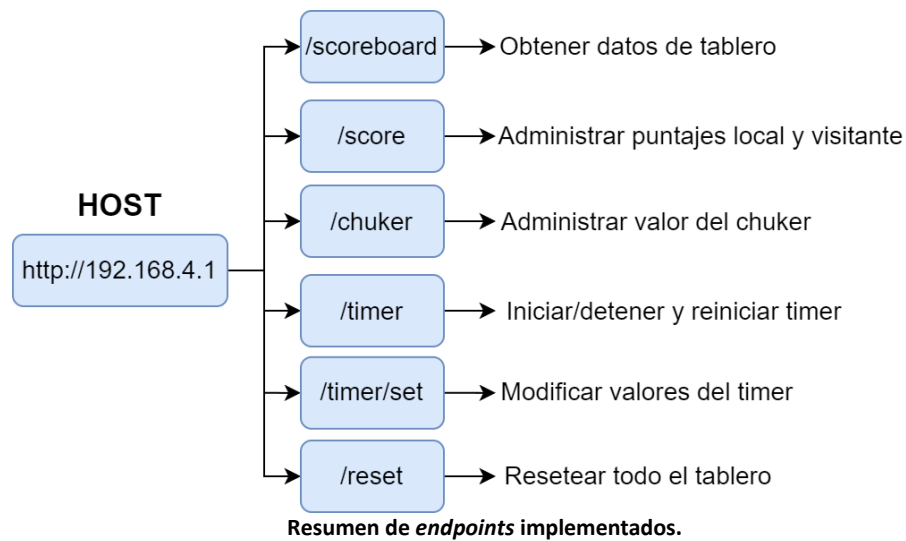 /scoreboard
Obtener datos de tablero
/score
Administrar puntajes local y visitante
HOST
/chuker
Administrar valor del chuker
http://192.168.4.1
/timer
Iniciar/detener y reiniciar timer
/timer/set
Modificar valores del timer
/reset
Resetear todo el tablero
Resumen de endpoints implementados.